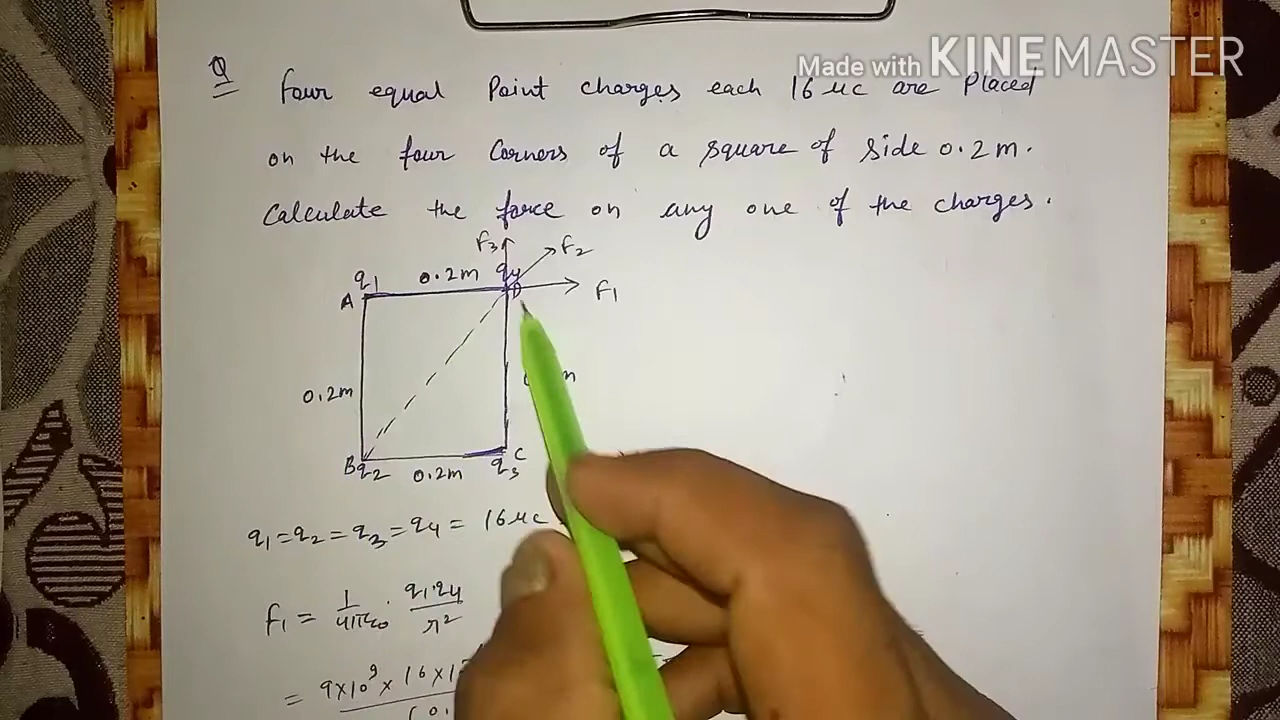 Made with KINEMASTER
Q Four equal Point charges each 16 μc are Placed
on the four Corners of a square of side 0.2m.
Calculate the force on any one of the charges.
F3 F2
q1 0.2m q4
A D F1
0.2m
B q2 0.2m q3 C
q1 = q2 = q3 = q4 = 16 μc
F1 = 1/4πε0 · q1.q4/r²
= 9×10⁹ × 16×1